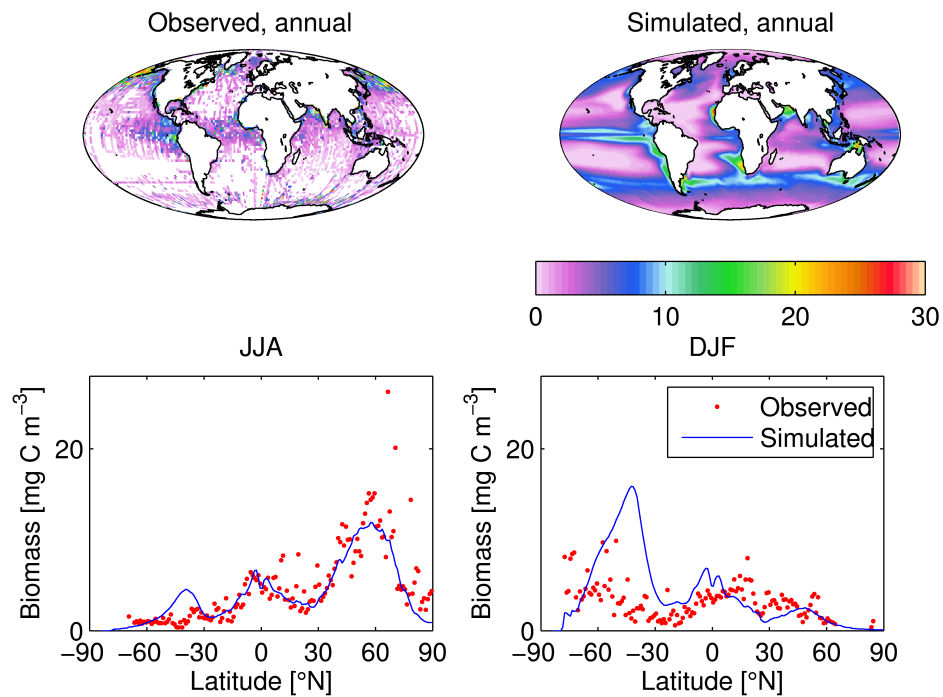 Observed, annual
Simulated, annual
0 10 20 30
JJA
DJF
Biomass [mg C m⁻³]
20
0
−90 −60 −30 0 30 60 90
Latitude [°N]
Biomass [mg C m⁻³]
20
0
Observed
Simulated
−90 −60 −30 0 30 60 90
Latitude [°N]